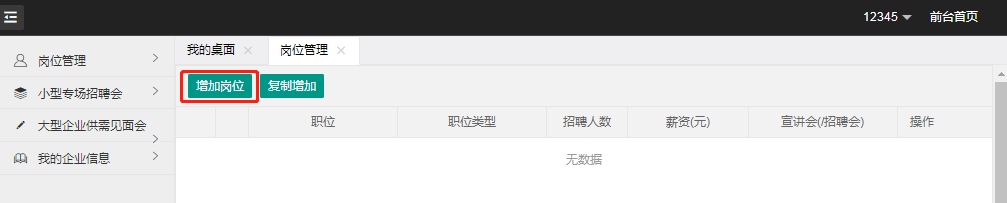 12345 前台首页
岗位管理
小型专场招聘会
大型企业供需见面会
我的企业信息
我的桌面 岗位管理
增加岗位 复制增加
职位 职位类型 招聘人数 薪资(元) 宣讲会(/招聘会) 操作
无数据